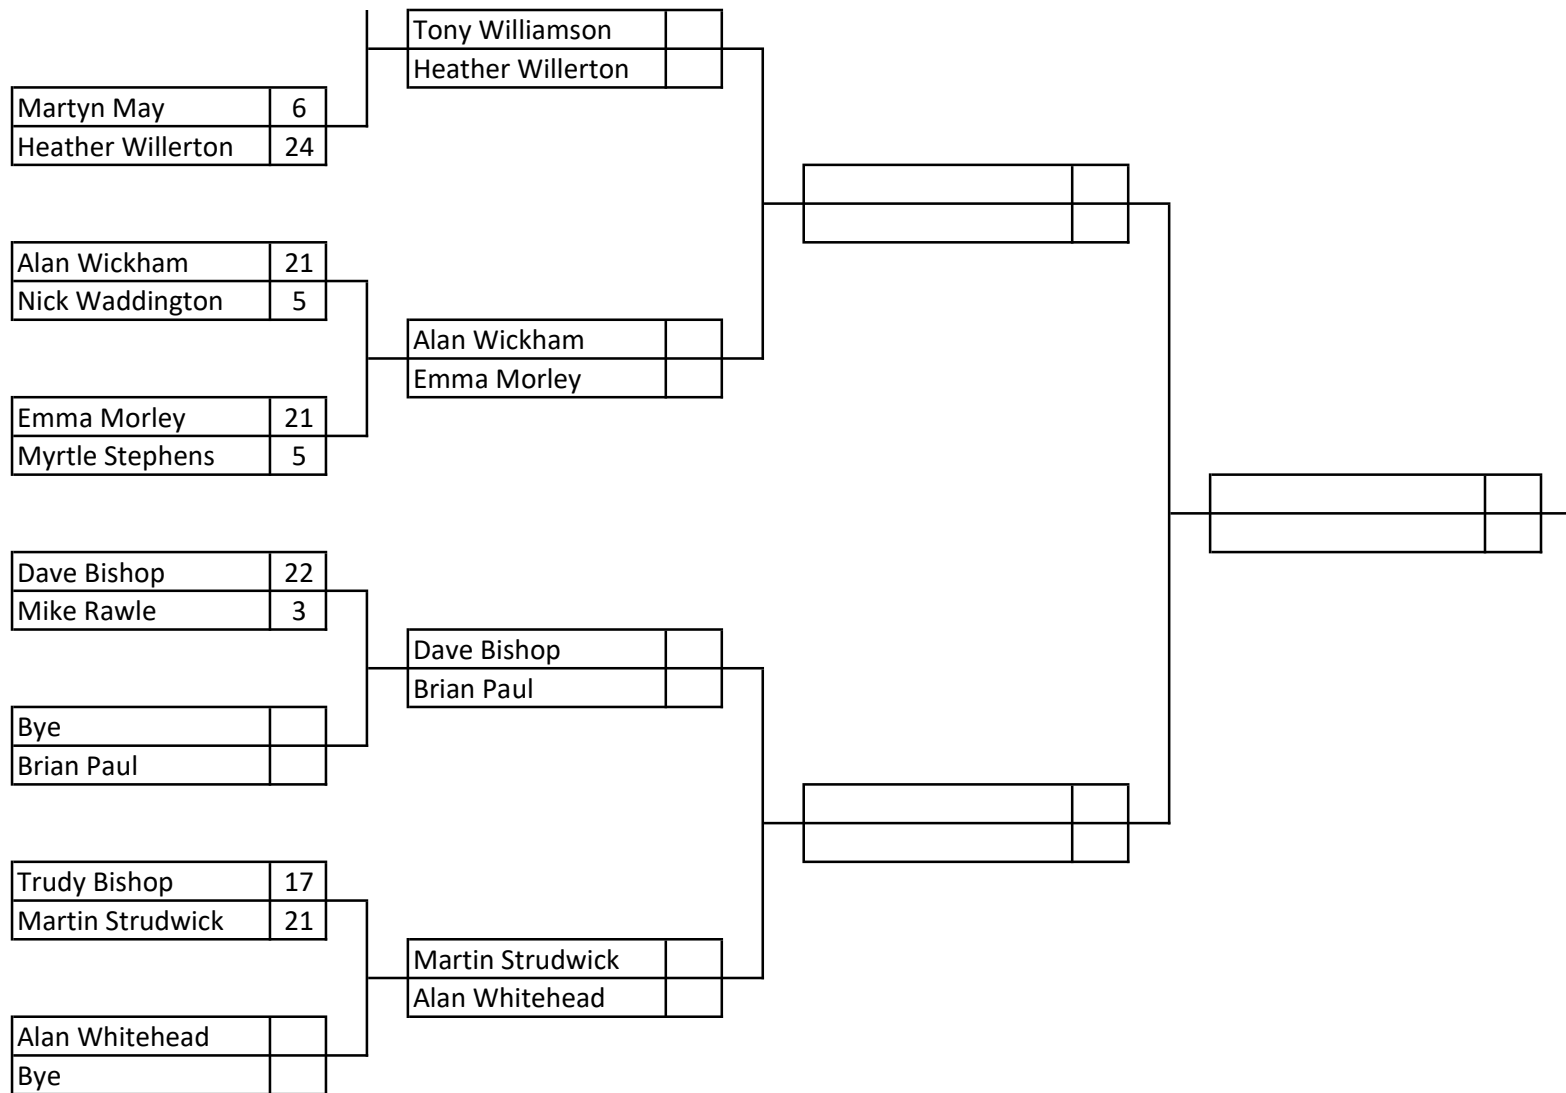 Tony Williamson
Heather Willerton
Martyn May 6
Heather Willerton 24
Alan Wickham 21
Nick Waddington 5
Alan Wickham
Emma Morley
Emma Morley 21
Myrtle Stephens 5
Dave Bishop 22
Mike Rawle 3
Dave Bishop
Brian Paul
Bye
Brian Paul
Trudy Bishop 17
Martin Strudwick 21
Martin Strudwick
Alan Whitehead
Alan Whitehead
Bye